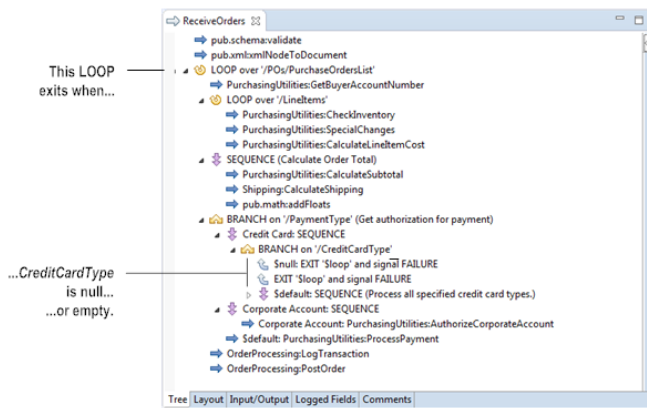 ReceiveOrders
pub.schema:validate
pub.xml:xmlNodeToDocument
This LOOP
exits when...
LOOP over '/POs/PurchaseOrdersList'
PurchasingUtilities:GetBuyerAccountNumber
LOOP over '/LineItems'
PurchasingUtilities:CheckInventory
PurchasingUtilities:SpecialChanges
PurchasingUtilities:CalculateLineItemCost
SEQUENCE (Calculate Order Total)
PurchasingUtilities:CalculateSubtotal
Shipping:CalculateShipping
pub.math:addFloats
BRANCH on '/PaymentType' (Get authorization for payment)
Credit Card: SEQUENCE
BRANCH on '/CreditCardType'
...CreditCardType
is null...
...or empty.
$null: EXIT '$loop' and signal FAILURE
EXIT '$loop' and signal FAILURE
$default: SEQUENCE (Process all specified credit card types.)
Corporate Account: SEQUENCE
Corporate Account: PurchasingUtilities:AuthorizeCorporateAccount
$default: PurchasingUtilities:ProcessPayment
OrderProcessing:LogTransaction
OrderProcessing:PostOrder
Tree Layout Input/Output Logged Fields Comments